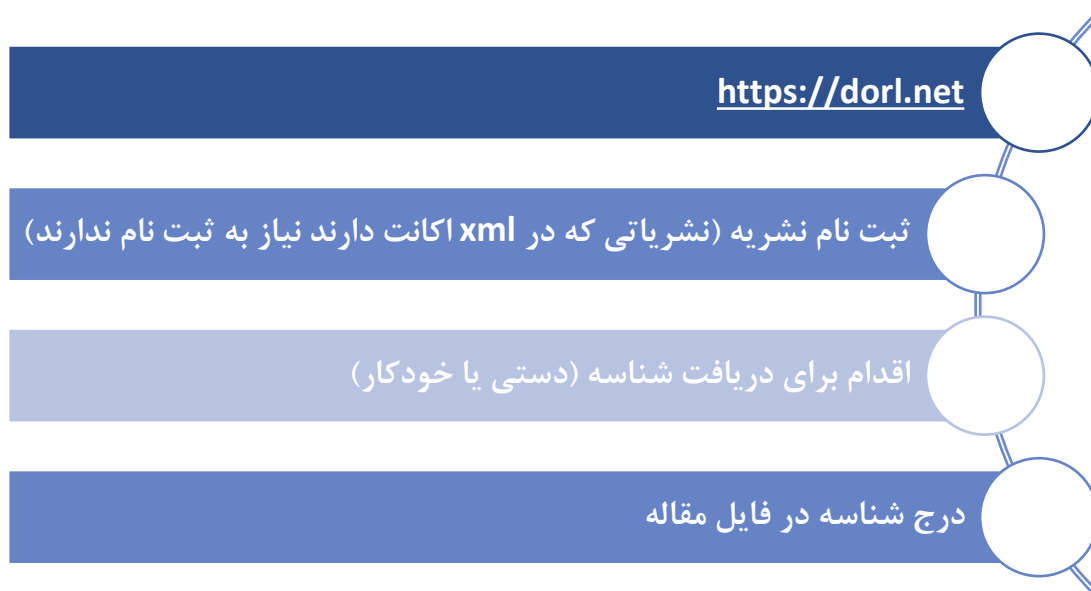 https://dorl.net
ثبت نام نشریه (نشریاتی که در xml اکانت دارند نیاز به ثبت نام ندارند)
اقدام برای دریافت شناسه (دستی یا خودکار)
درج شناسه در فایل مقاله